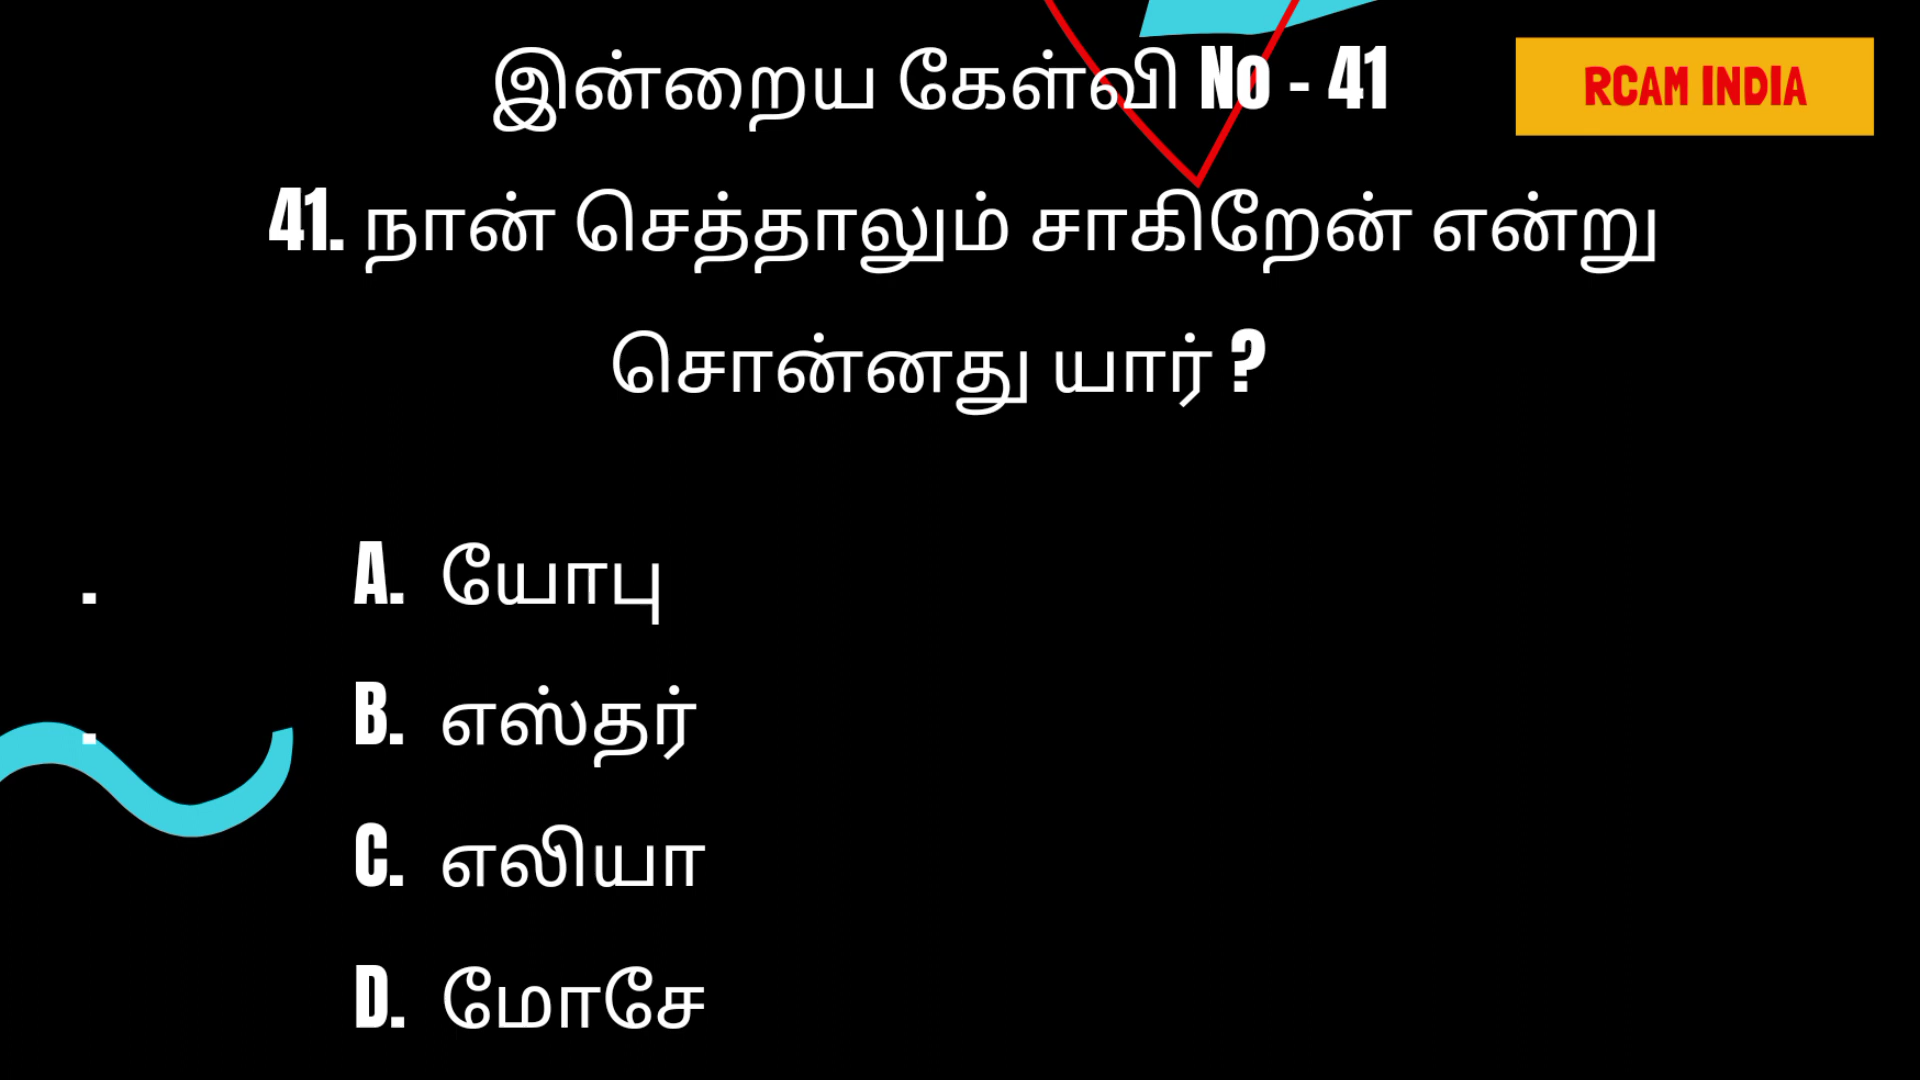 இன்றைய கேள்வி No - 41
RCAM INDIA
41. நான் செத்தாலும் சாகிறேன் என்று
சொன்னது யார் ?
. A. யோபு
. B. எஸ்தர்
C. எலியா
D. மோசே